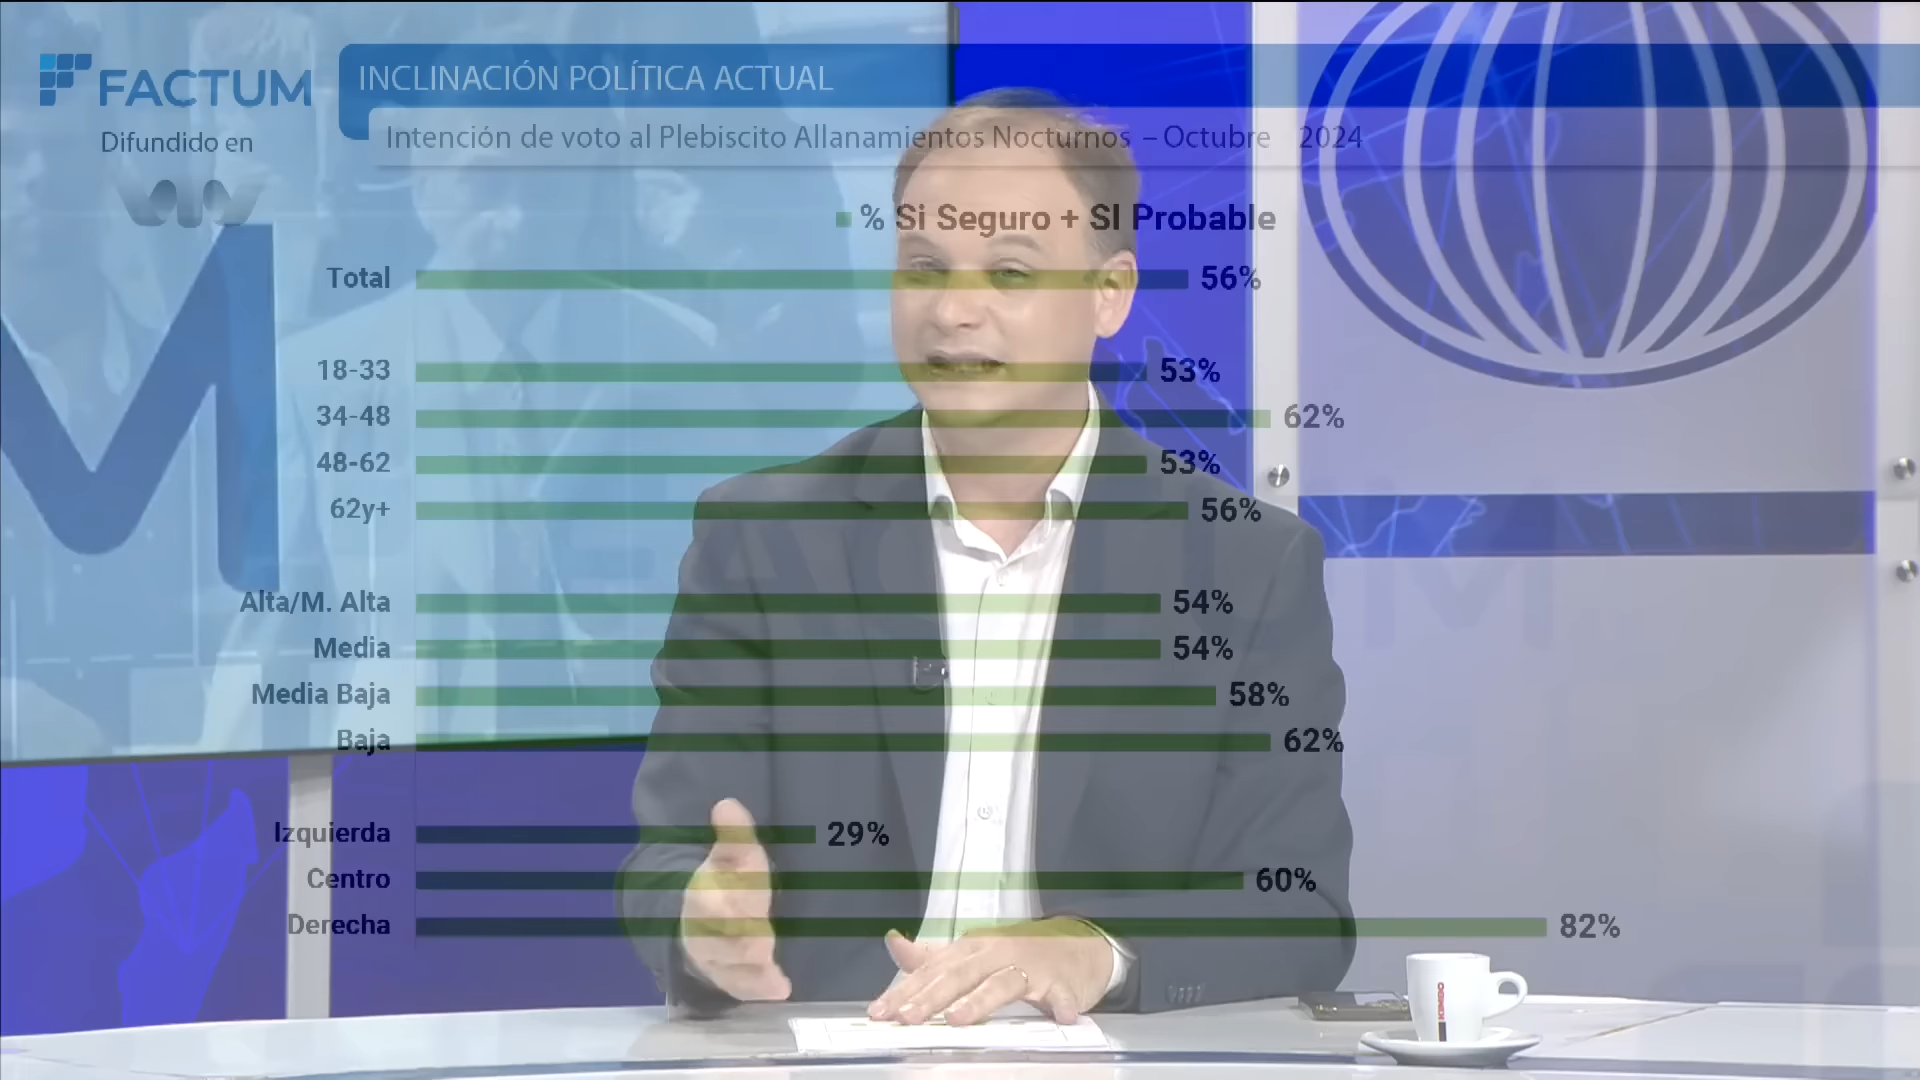 FACTUM
INCLINACIÓN POLÍTICA ACTUAL
Difundido en
Intención de voto al Plebiscito Allanamientos Nocturnos – Octubre 2024
% Si Seguro + SI Probable
Total 56%
18-33 53%
34-48 62%
48-62 53%
62y+ 56%
Alta/M. Alta 54%
Media 54%
Media Baja 58%
Baja 62%
Izquierda 29%
Centro 60%
Derecha 82%
KIMBO